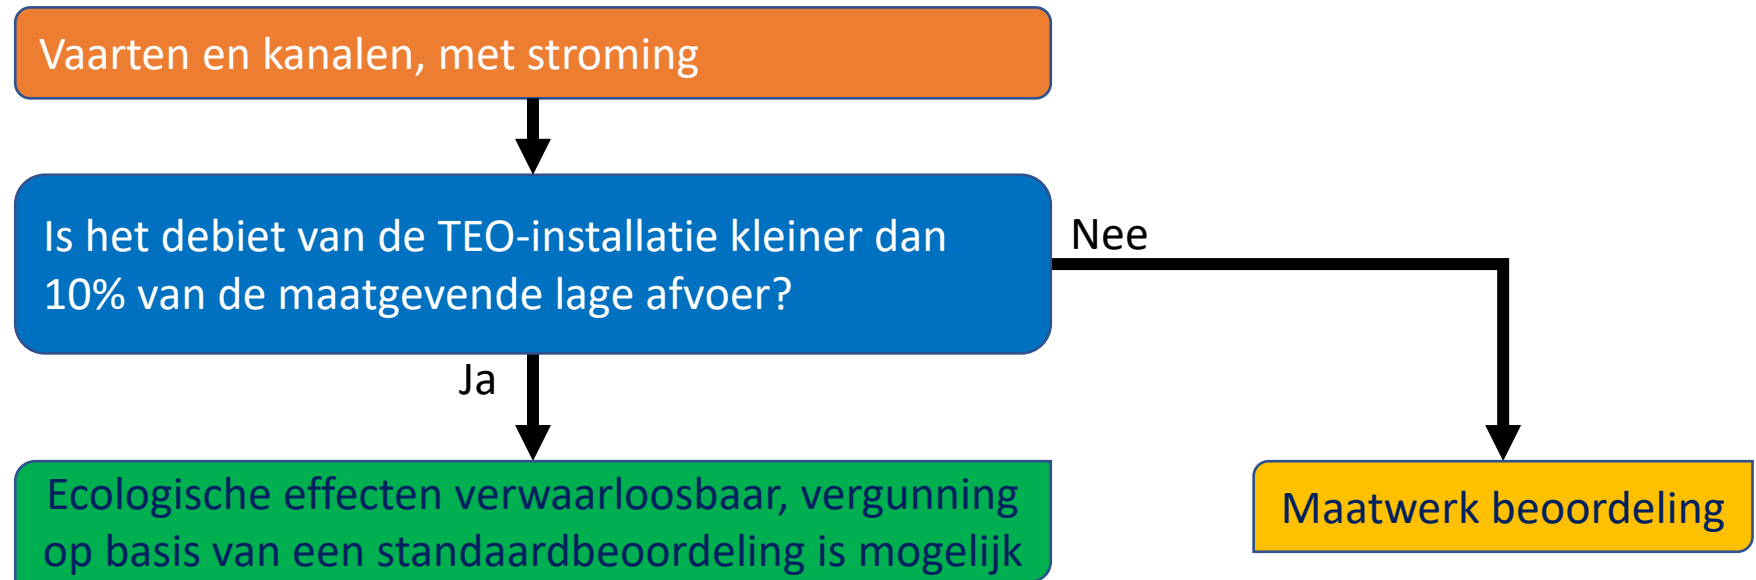 Vaarten en kanalen, met stroming
Is het debiet van de TEO-installatie kleiner dan
10% van de maatgevende lage afvoer?
Nee
Ja
Ecologische effecten verwaarloosbaar, vergunning
op basis van een standaardbeoordeling is mogelijk
Maatwerk beoordeling